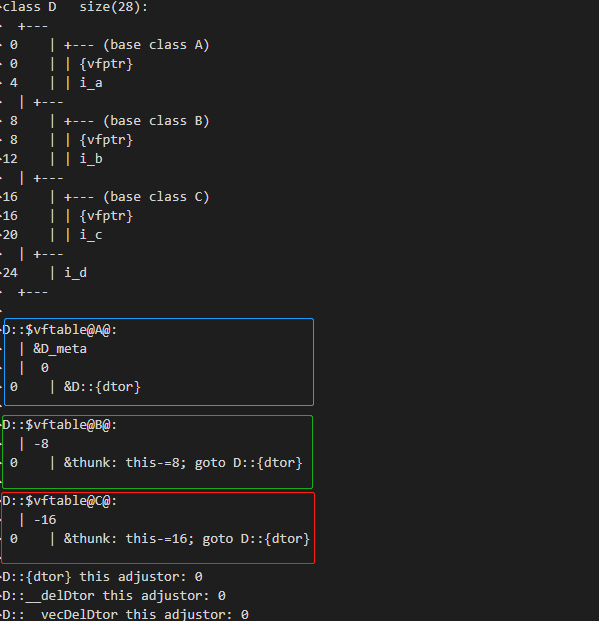 class D   size(28):
  +---
 0    | +--- (base class A)
 0    | | {vfptr}
 4    | | i_a
  | +---
 8    | +--- (base class B)
 8    | | {vfptr}
12    | | i_b
  | +---
16    | +--- (base class C)
16    | | {vfptr}
20    | | i_c
  | +---
24    | i_d
  +---
D::$vftable@A@:
  | &D_meta
  |  0
 0    | &D::{dtor}
D::$vftable@B@:
  | -8
 0    | &thunk: this-=8; goto D::{dtor}
D::$vftable@C@:
  | -16
 0    | &thunk: this-=16; goto D::{dtor}
D::{dtor} this adjustor: 0
D::__delDtor this adjustor: 0
D::__vecDelDtor this adjustor: 0